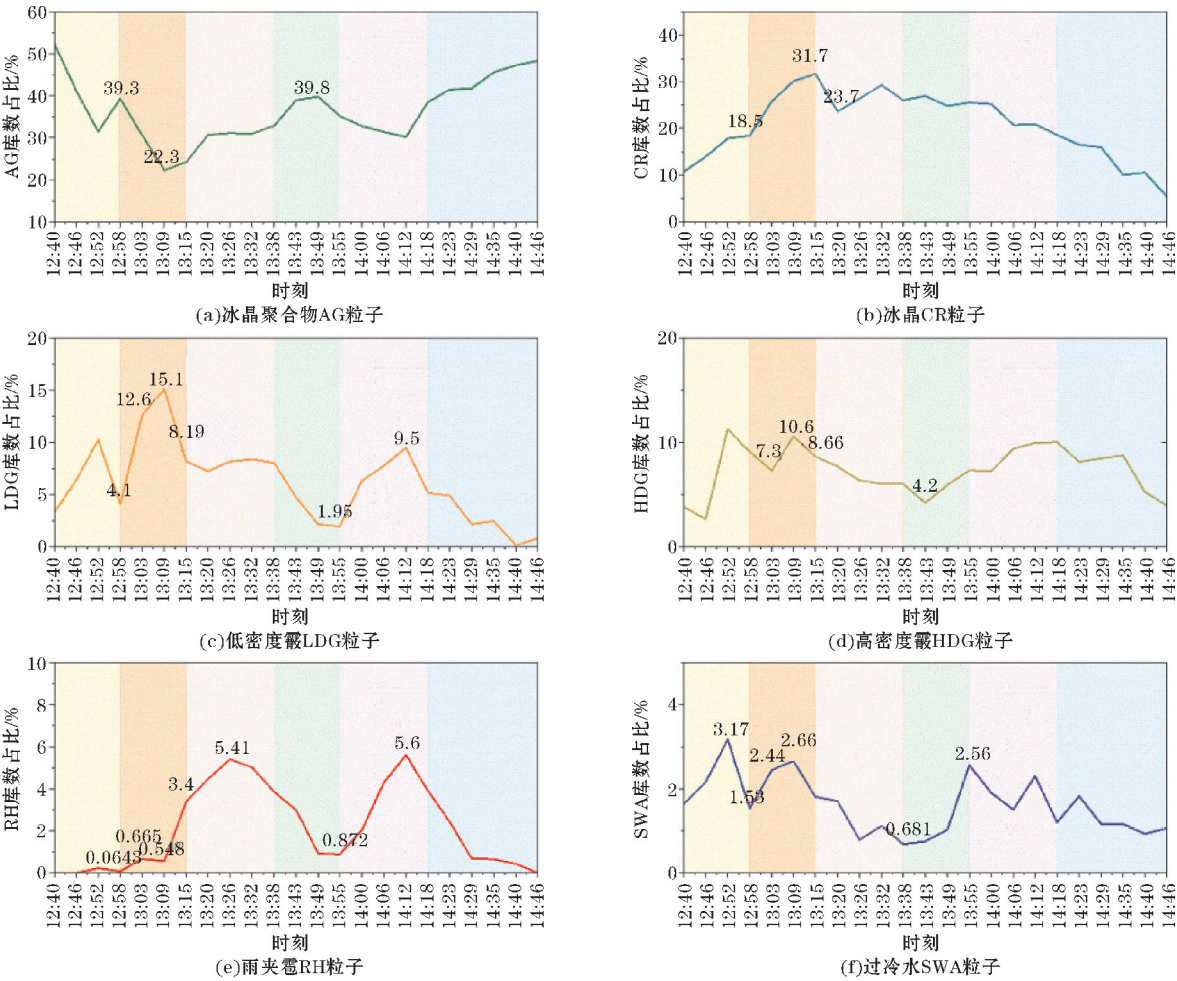 AG库数占比/%
60
50
40
30
20
10
39.3
22.3
39.8
12:40 12:46 12:52 12:58 13:03 13:09 13:15 13:20 13:26 13:32 13:38 13:43 13:49 13:55 14:00 14:06 14:12 14:18 14:23 14:29 14:35 14:40 14:46
时刻
(a)冰晶聚合物AG粒子
CR库数占比/%
40
30
20
10
0
18.5
31.7
23.7
12:40 12:46 12:52 12:58 13:03 13:09 13:15 13:20 13:26 13:32 13:38 13:43 13:49 13:55 14:00 14:06 14:12 14:18 14:23 14:29 14:35 14:40 14:46
时刻
(b)冰晶CR粒子
LDG库数占比/%
20
15
10
5
0
4.1
12.6
15.1
8.19
1.95
9.5
12:40 12:46 12:52 12:58 13:03 13:09 13:15 13:20 13:26 13:32 13:38 13:43 13:49 13:55 14:00 14:06 14:12 14:18 14:23 14:29 14:35 14:40 14:46
时刻
(c)低密度霰LDG粒子
HDG库数占比/%
20
10
0
7.3
10.6
8.66
4.2
12:40 12:46 12:52 12:58 13:03 13:09 13:15 13:20 13:26 13:32 13:38 13:43 13:49 13:55 14:00 14:06 14:12 14:18 14:23 14:29 14:35 14:40 14:46
时刻
(d)高密度霰HDG粒子
RH库数占比/%
10
8
6
4
2
0
0.0643
0.665
0.548
3.4
5.41
0.872
5.6
12:40 12:46 12:52 12:58 13:03 13:09 13:15 13:20 13:26 13:32 13:38 13:43 13:49 13:55 14:00 14:06 14:12 14:18 14:23 14:29 14:35 14:40 14:46
时刻
(e)雨夹雹RH粒子
SWA库数占比/%
4
2
0
3.17
1.53
2.44
2.66
0.681
2.56
12:40 12:46 12:52 12:58 13:03 13:09 13:15 13:20 13:26 13:32 13:38 13:43 13:55 14:00 14:06 14:12 14:18 14:23 14:29 14:35 14:40 14:46
时刻
(f)过冷水SWA粒子